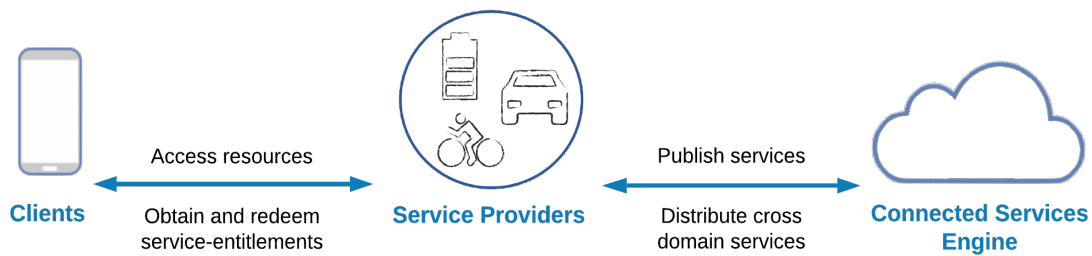 Access resources
Obtain and redeem
service-entitlements
Clients
Service Providers
Publish services
Distribute cross
domain services
Connected Services
Engine